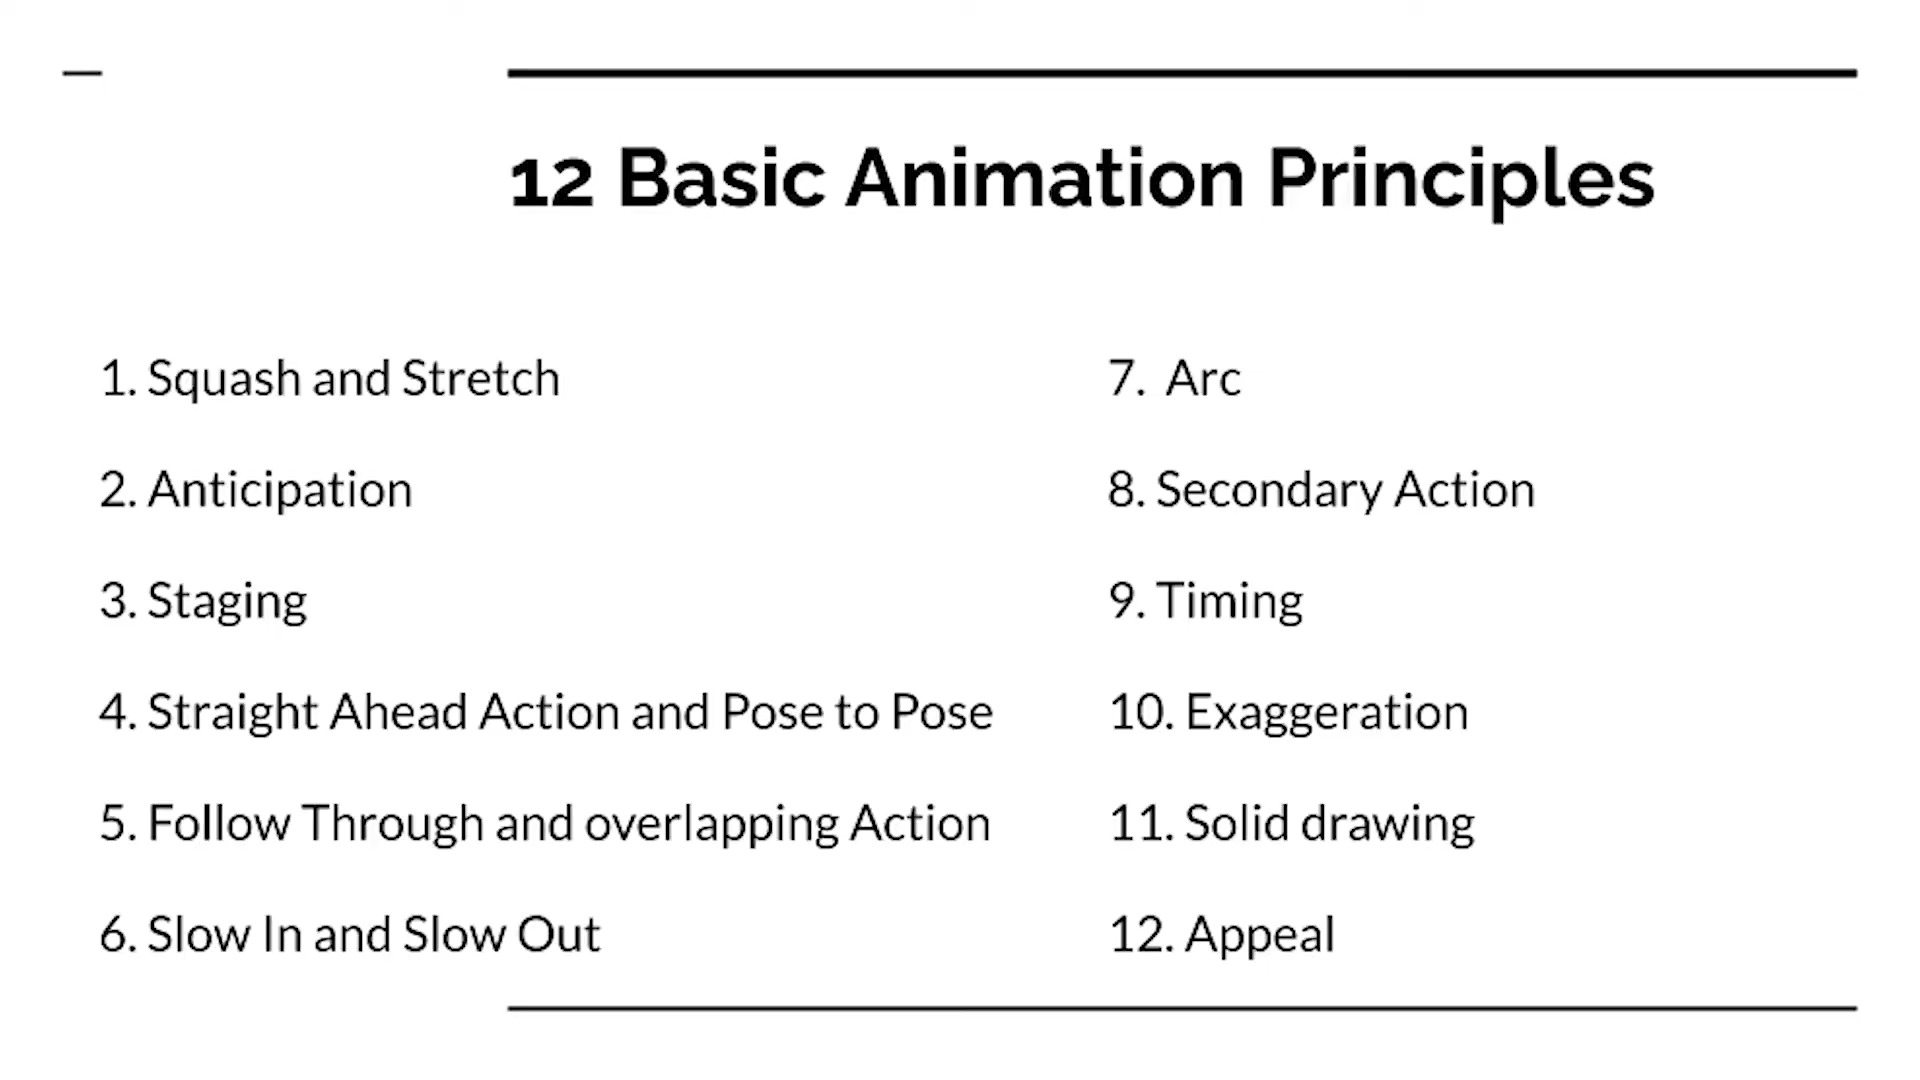 12 Basic Animation Principles
1. Squash and Stretch
2. Anticipation
3. Staging
4. Straight Ahead Action and Pose to Pose
5. Follow Through and overlapping Action
6. Slow In and Slow Out
7. Arc
8. Secondary Action
9. Timing
10. Exaggeration
11. Solid drawing
12. Appeal